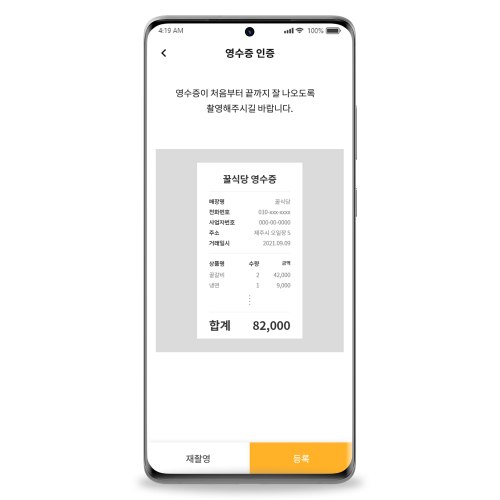 4:19 AM 100%
영수증 인증
영수증이 처음부터 끝까지 잘 나오도록
촬영해주시길 바랍니다.
꿀식당 영수증
매장명 꿀식당
전화번호 010-xxx-xxxx
사업자번호 000-00-0000
주소 제주시 오일팡 5
거래일시 2021.09.09
상품명 수량 금액
꿀갈비 2 42,000
냉면 1 9,000
합계 82,000
재촬영 등록